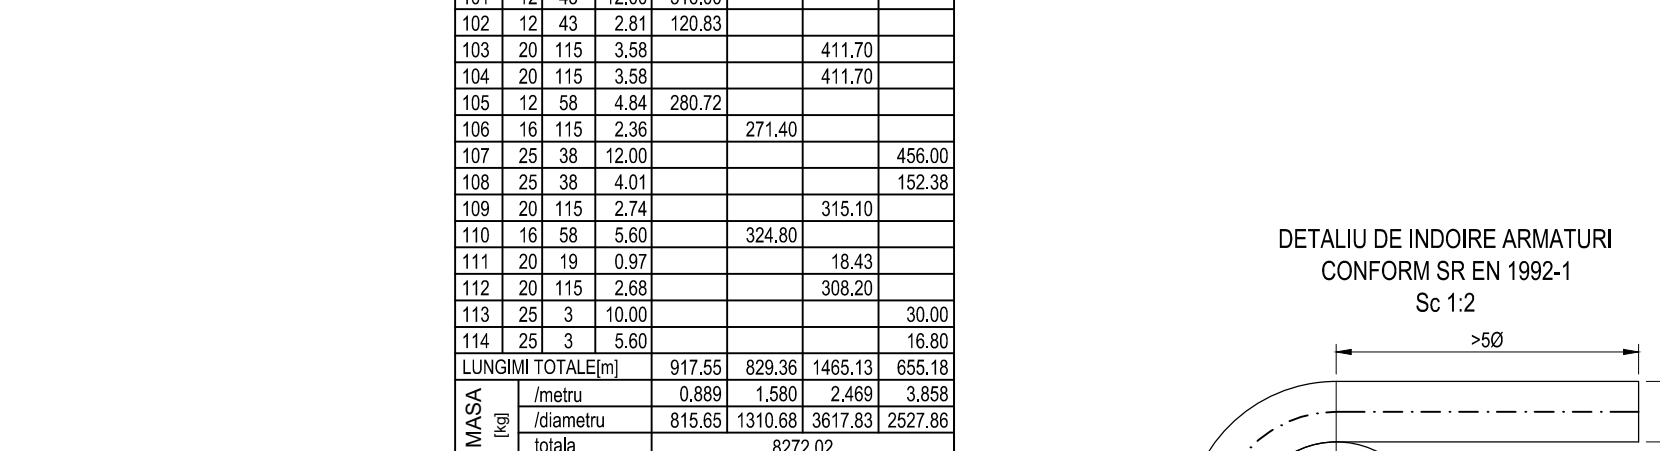 102 12 43 2.81 120.83
103 20 115 3.58 411.70
104 20 115 3.58 411.70
105 12 58 4.84 280.72
106 16 115 2.36 271.40
107 25 38 12.00 456.00
108 25 38 4.01 152.38
109 20 115 2.74 315.10
110 16 58 5.60 324.80
111 20 19 0.97 18.43
112 20 115 2.68 308.20
113 25 3 10.00 30.00
114 25 3 5.60 16.80
LUNGIMI TOTALE[m] 917.55 829.36 1465.13 655.18
MASA
[kg]
/metru 0.889 1.580 2.469 3.858
/diametru 815.65 1310.68 3617.83 2527.86
totala 8272.02
DETALIU DE INDOIRE ARMATURI
CONFORM SR EN 1992-1
Sc 1:2
>5Ø